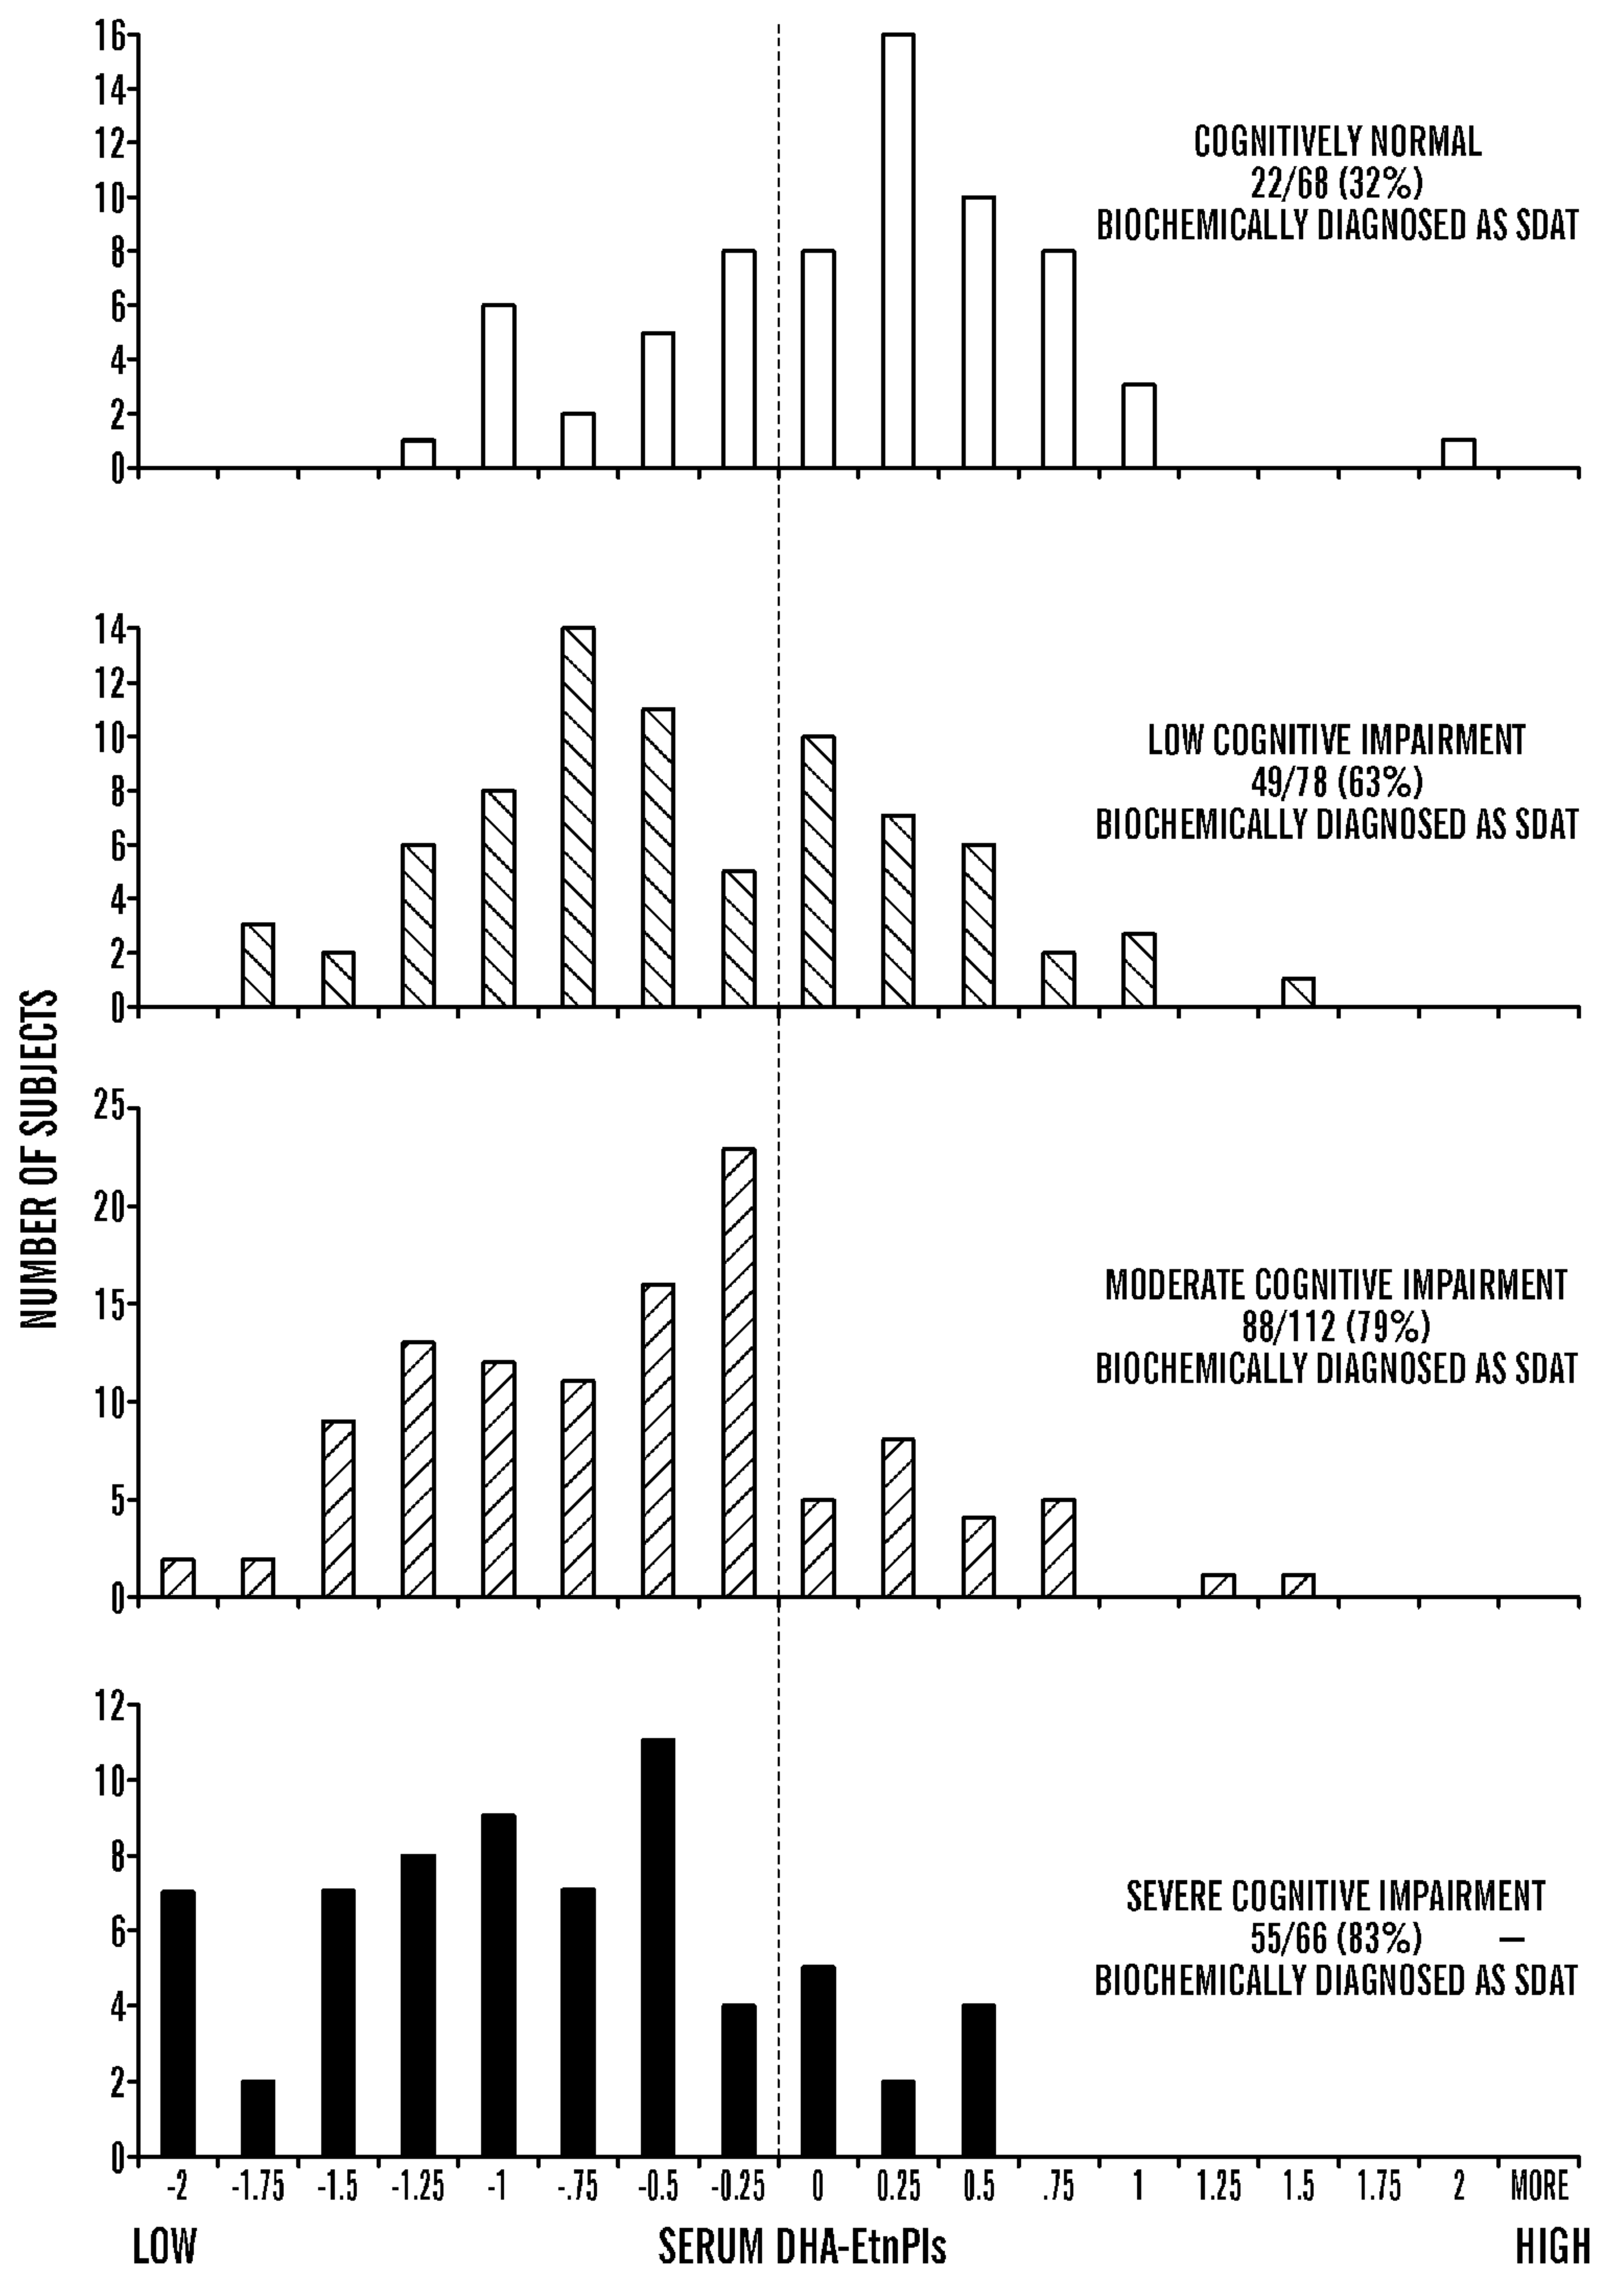 16
14
12
10
8
6
4
2
0
COGNITIVELY NORMAL
22/68 (32%)
BIOCHEMICALLY DIAGNOSED AS SDAT
14
12
10
8
6
4
2
0
LOW COGNITIVE IMPAIRMENT
49/78 (63%)
BIOCHEMICALLY DIAGNOSED AS SDAT
NUMBER OF SUBJECTS
25
20
15
10
5
0
MODERATE COGNITIVE IMPAIRMENT
88/112 (79%)
BIOCHEMICALLY DIAGNOSED AS SDAT
12
10
8
6
4
2
0
SEVERE COGNITIVE IMPAIRMENT
55/66 (83%) —
BIOCHEMICALLY DIAGNOSED AS SDAT
-2 -1.75 -1.5 -1.25 -1 -.75 -0.5 -0.25 0 0.25 0.5 .75 1 1.25 1.5 1.75 2 MORE
LOW SERUM DHA-EtnPls HIGH